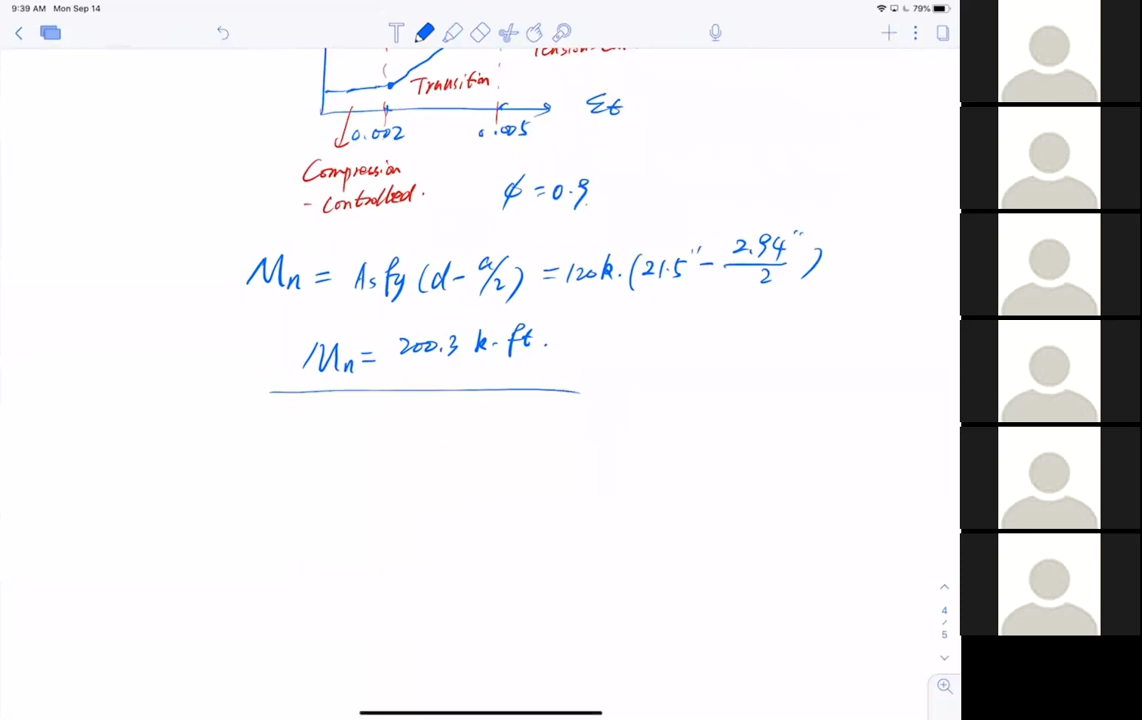 9:39 AM Mon Sep 14
79%
T
Transition
εt
0.002
0.005
Compression
- controlled.
ϕ = 0.9
Mn = As fy (d - a/2) = 120k. (21.5" - 2.94"/2)
Mn = 200.3 k-ft.
4
/
5